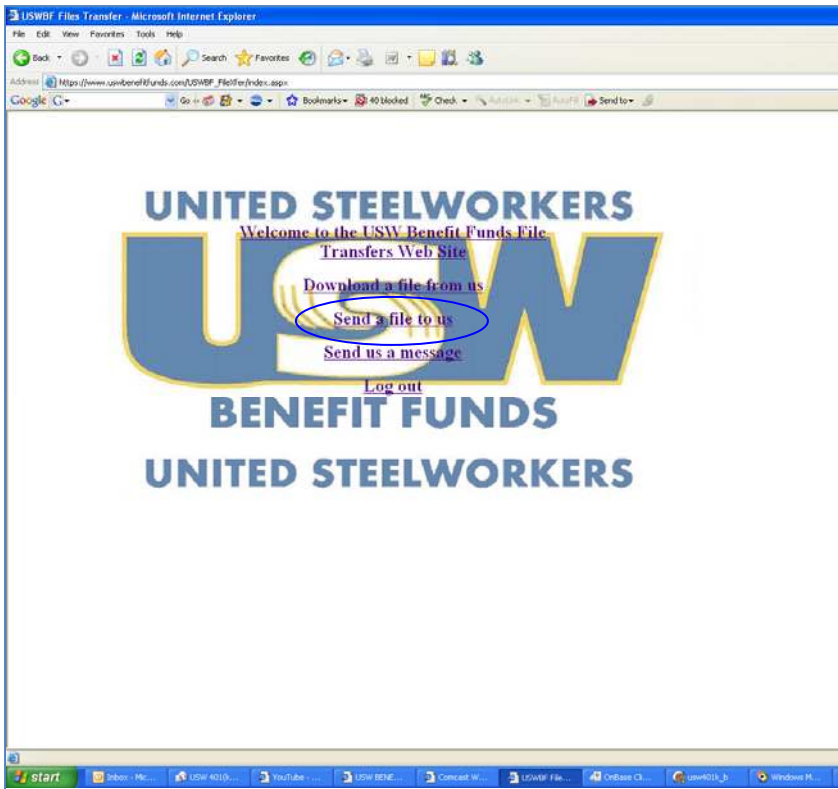 USWBF Files Transfer - Microsoft Internet Explorer
File Edit View Favorites Tools Help
Back Search Favorites
Address https://www.uswbenefitfunds.com/USWBF_FileXfer/index.aspx
Google G Go Bookmarks 40 blocked Check AutoLink AutoFill Send to
UNITED STEELWORKERS
Welcome to the USW Benefit Funds File
Transfers Web Site
USW
Download a file from us
Send a file to us
Send us a message
Log out
BENEFIT FUNDS
UNITED STEELWORKERS
start Inbox - Mic... USW 401(k... YouTube - ... USW BENE... Comcast W... USWBF File... OnBase Cl... usw401k_b Windows M...